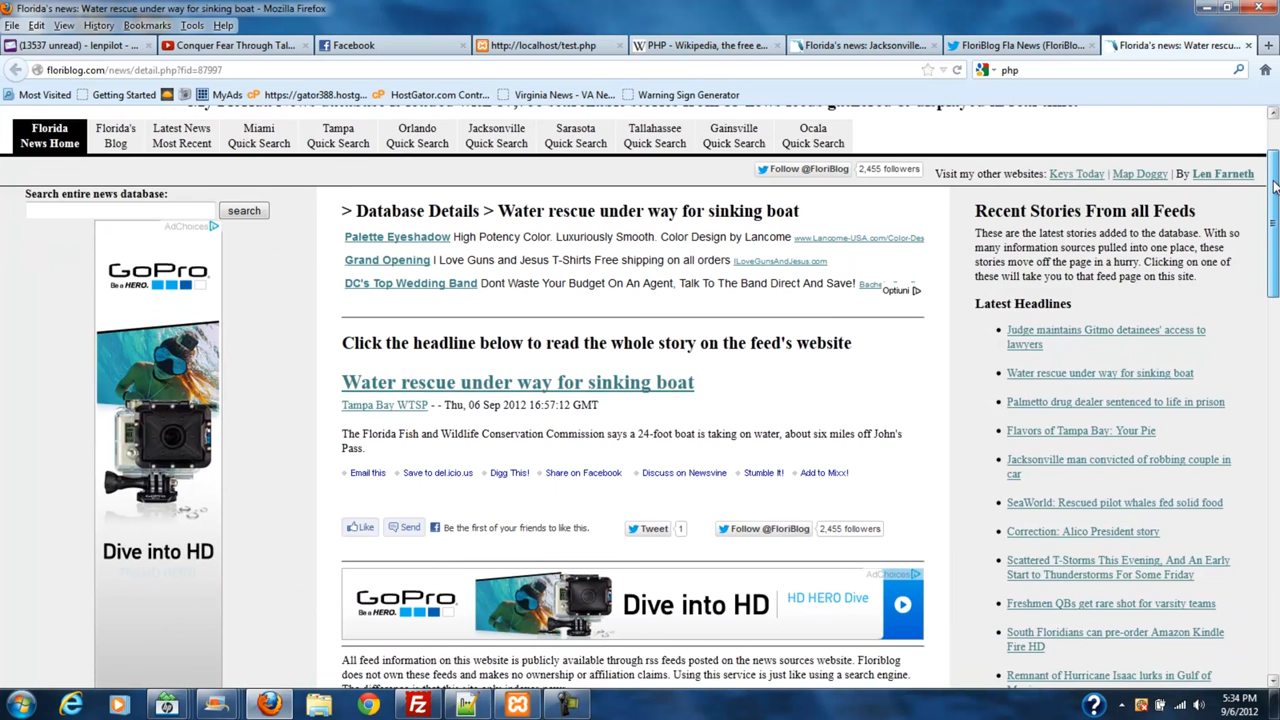 Florida's news: Water rescue under way for sinking boat - Mozilla Firefox
File Edit View History Bookmarks Tools Help
(13537 unread) - lenpilot - ...
Conquer Fear Through Tal...
Facebook
http://localhost/test.php
PHP - Wikipedia, the free e...
Florida's news: Jacksonville...
FloriBlog Fla News (FloriBlo...
Florida's news: Water rescu...
floriblog.com/news/detail.php?fid=87997
php
Most Visited Getting Started MyAds https://gator388.hostg... HostGator.com Contr... Virginia News - VA Ne... Warning Sign Generator
Florida News Home
Florida's Blog
Latest News Most Recent
Miami Quick Search
Tampa Quick Search
Orlando Quick Search
Jacksonville Quick Search
Sarasota Quick Search
Tallahassee Quick Search
Gainsville Quick Search
Ocala Quick Search
Follow @FloriBlog 2,455 followers
Visit my other websites: Keys Today | Map Doggy | By Len Farneth
Search entire news database:
search
AdChoices
GoPro
Be a HERO.
Dive into HD
> Database Details > Water rescue under way for sinking boat
Palette Eyeshadow High Potency Color. Luxuriously Smooth. Color Design by Lancome www.Lancome-USA.com/Color-Des
Grand Opening I Love Guns and Jesus T-Shirts Free shipping on all orders ILoveGunsAndJesus.com
DC's Top Wedding Band Dont Waste Your Budget On An Agent, Talk To The Band Direct And Save! Bache
Optiuni
Click the headline below to read the whole story on the feed's website
Water rescue under way for sinking boat
Tampa Bay WTSP - - Thu, 06 Sep 2012 16:57:12 GMT
The Florida Fish and Wildlife Conservation Commission says a 24-foot boat is taking on water, about six miles off John's
Pass.
Email this Save to del.icio.us Digg This! Share on Facebook Discuss on Newsvine Stumble It! Add to Mixx!
Like Send Be the first of your friends to like this.
Tweet 1
Follow @FloriBlog 2,455 followers
AdChoices
GoPro
Be a HERO.
Dive into HD
HD HERO Dive
All feed information on this website is publicly available through rss feeds posted on the news sources website. Floriblog
does not own these feeds and makes no ownership or affiliation claims. Using this service is just like using a search engine.
Recent Stories From all Feeds
These are the latest stories added to the database. With so
many information sources pulled into one place, these
stories move off the page in a hurry. Clicking on one of
these will take you to that feed page on this site.
Latest Headlines
Judge maintains Gitmo detainees' access to
lawyers
Water rescue under way for sinking boat
Palmetto drug dealer sentenced to life in prison
Flavors of Tampa Bay: Your Pie
Jacksonville man convicted of robbing couple in
car
SeaWorld: Rescued pilot whales fed solid food
Correction: Alico President story
Scattered T-Storms This Evening, And An Early
Start to Thunderstorms For Some Friday
Freshmen QBs get rare shot for varsity teams
South Floridians can pre-order Amazon Kindle
Fire HD
Remnant of Hurricane Isaac lurks in Gulf of
5:34 PM
9/6/2012